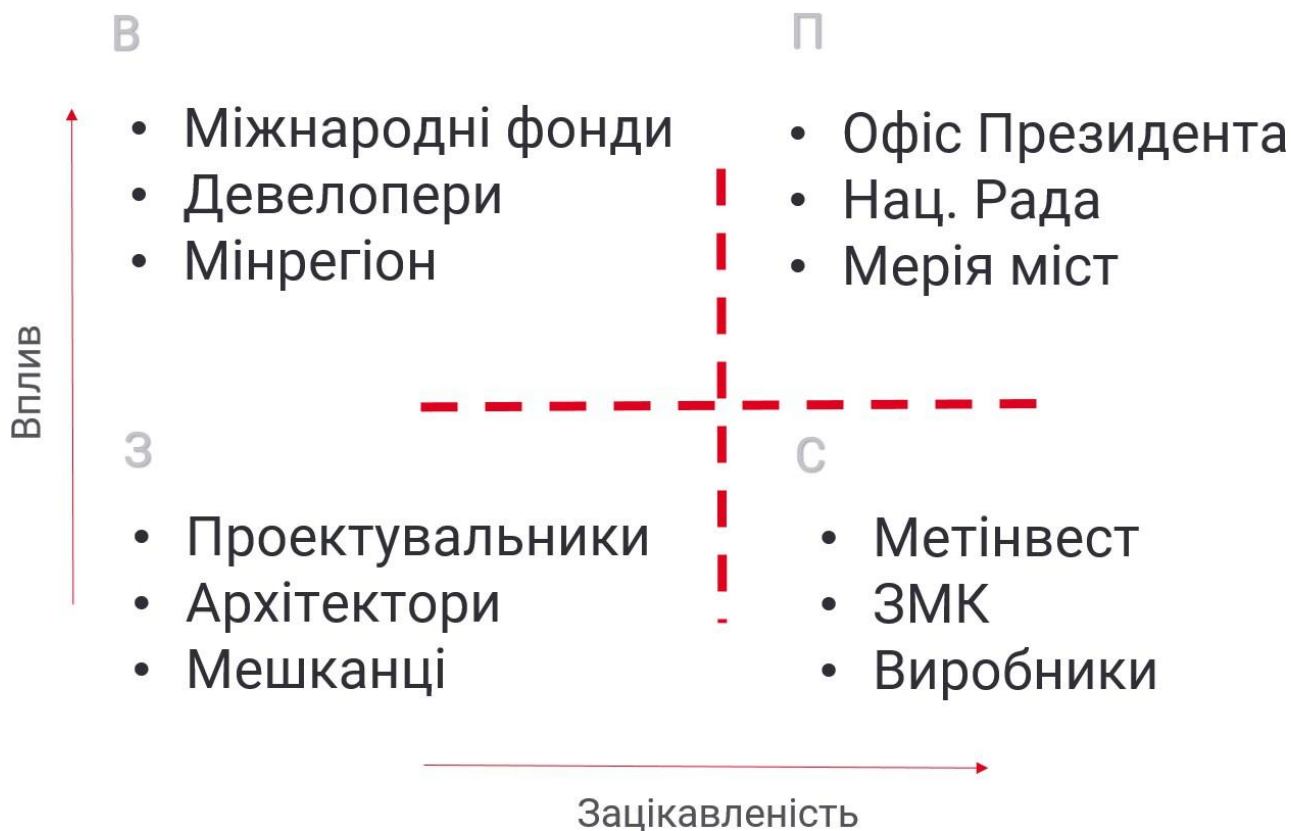 В
• Міжнародні фонди
• Девелопери
• Мінрегіон
П
• Офіс Президента
• Нац. Рада
• Мерія міст
Вплив
З
• Проектувальники
• Архітектори
• Мешканці
С
• Метінвест
• ЗМК
• Виробники
Зацікавленість